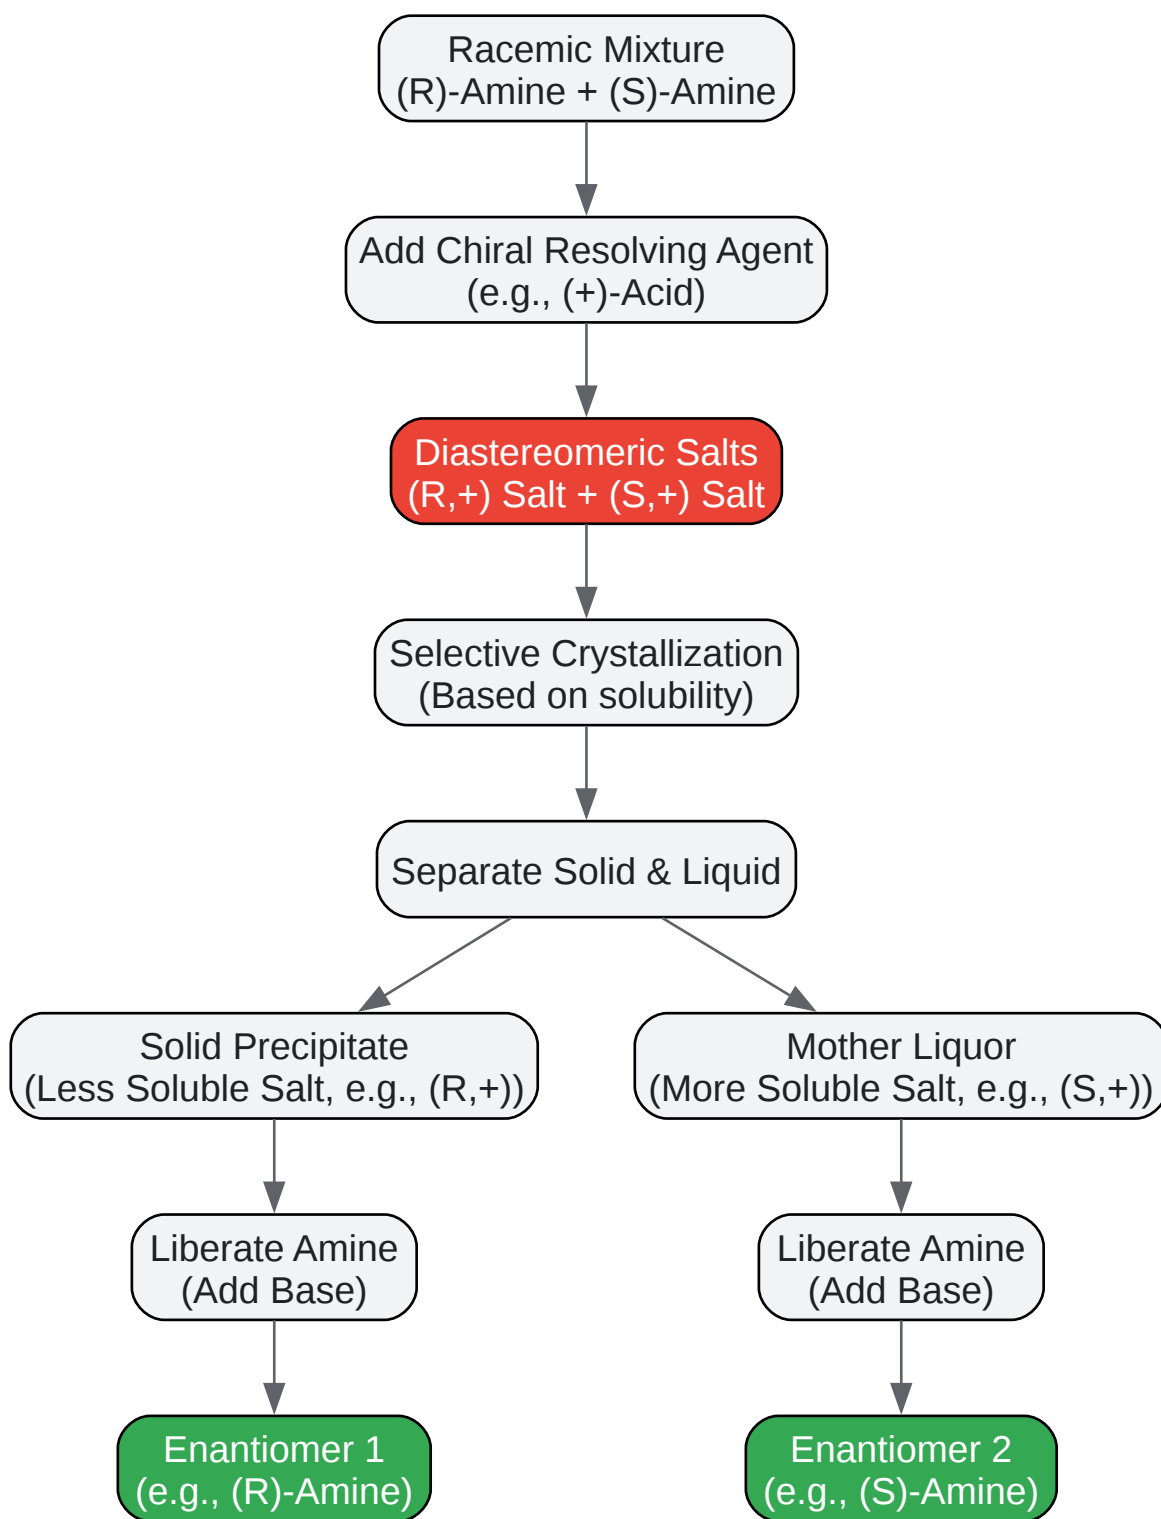 Racemic Mixture
(R)-Amine + (S)-Amine
Add Chiral Resolving Agent
(e.g., (+)-Acid)
Diastereomeric Salts
(R,+) Salt + (S,+) Salt
Selective Crystallization
(Based on solubility)
Separate Solid & Liquid
Solid Precipitate
(Less Soluble Salt, e.g., (R,+))
Mother Liquor
(More Soluble Salt, e.g., (S,+))
Liberate Amine
(Add Base)
Liberate Amine
(Add Base)
Enantiomer 1
(e.g., (R)-Amine)
Enantiomer 2
(e.g., (S)-Amine)